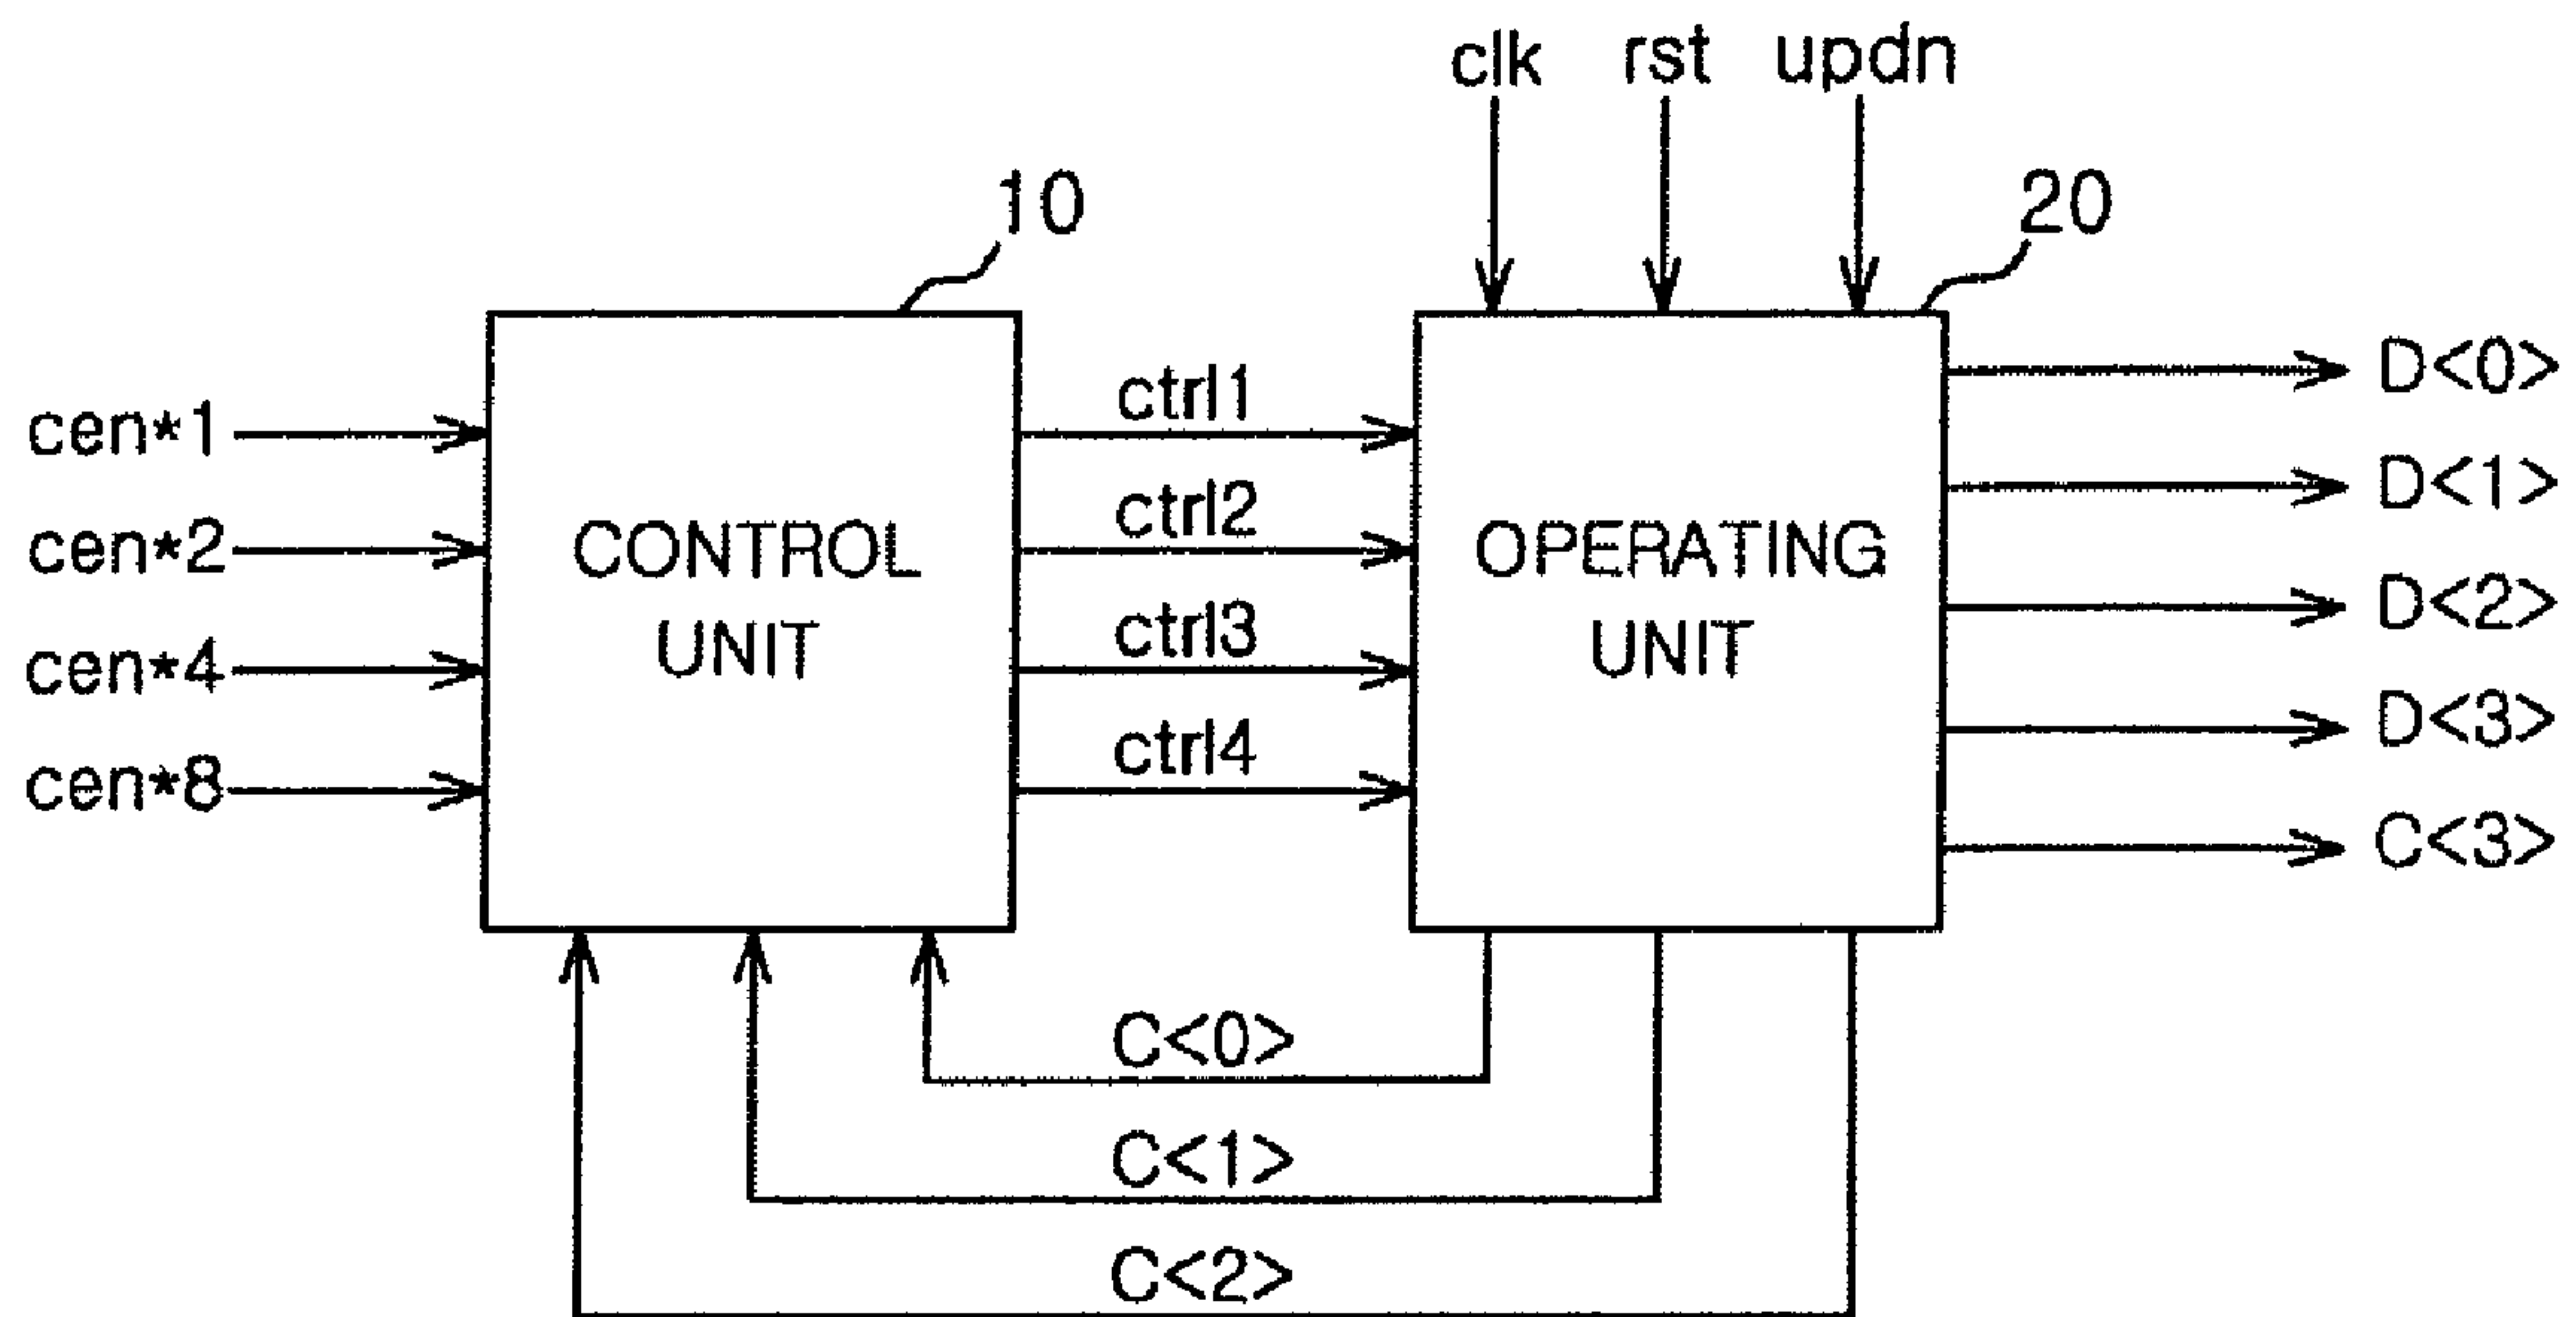 clk rst updn
10
20
cen*1
cen*2
cen*4
cen*8
CONTROL
UNIT
ctrl1
ctrl2
ctrl3
ctrl4
OPERATING
UNIT
D<0>
D<1>
D<2>
D<3>
C<3>
C<0>
C<1>
C<2>